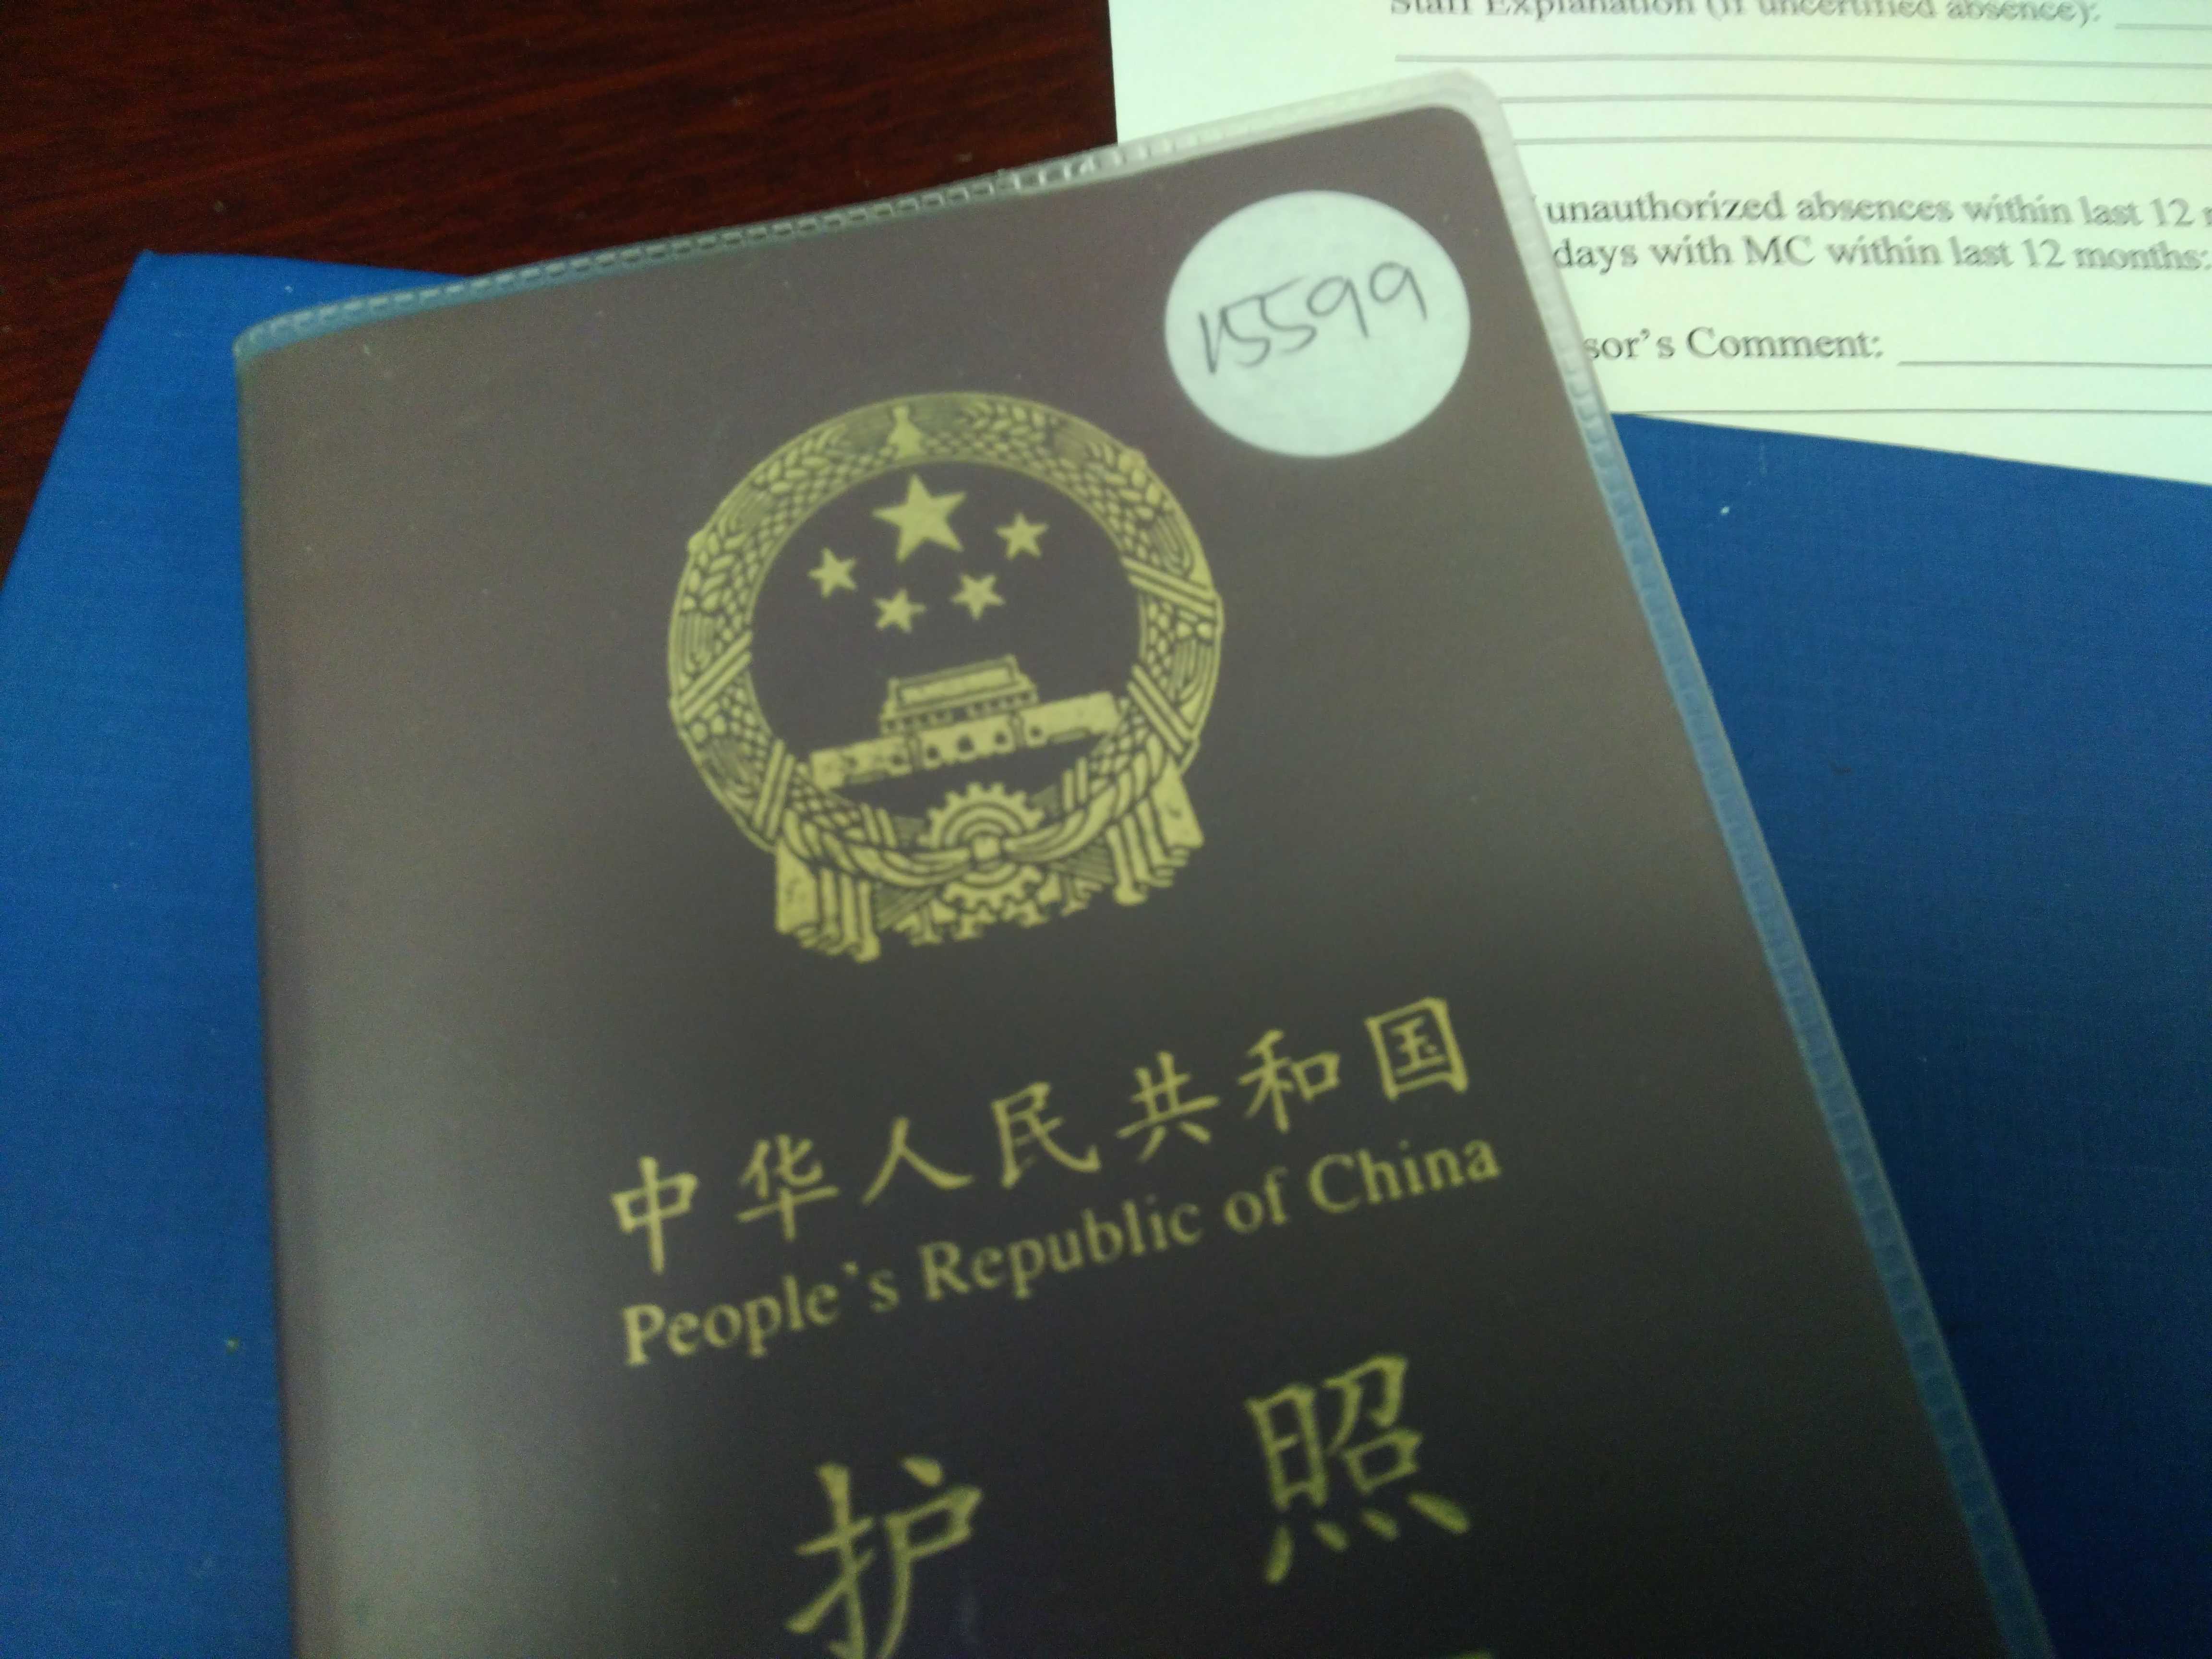 Staff Explanation (if uncertified absence):
unauthorized absences within last 12
days with MC within last 12 months:
sor's Comment:
15599
中华人民共和国
People's Republic of China
护照